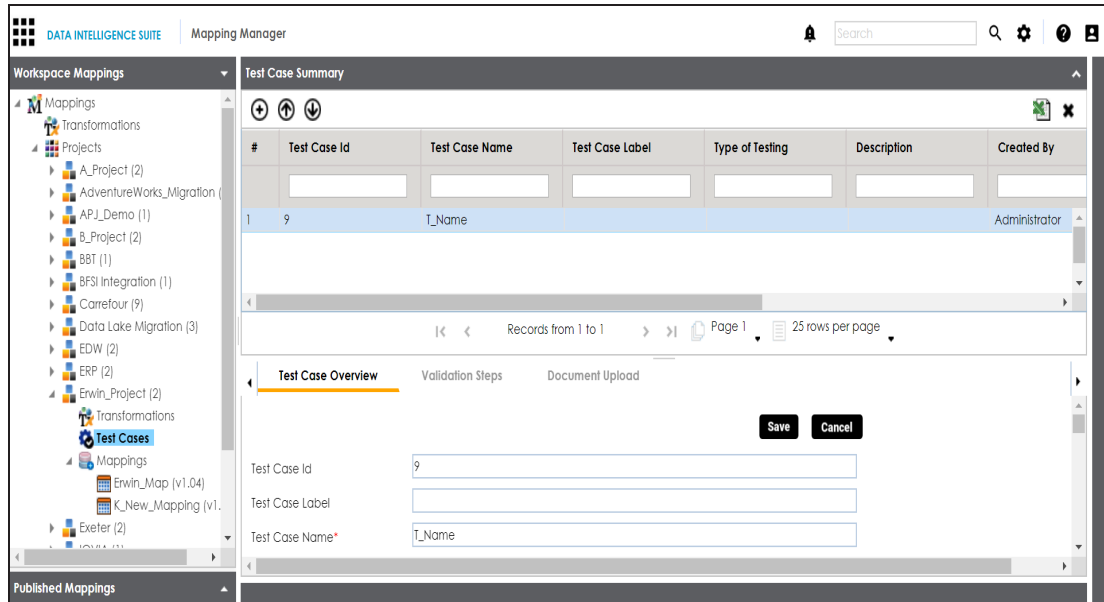 DATA INTELLIGENCE SUITE Mapping Manager Search
Workspace Mappings
Mappings
Transformations
Projects
A_Project (2)
AdventureWorks_Migration (
APJ_Demo (1)
B_Project (2)
BBT (1)
BFSI Integration (1)
Carrefour (9)
Data Lake Migration (3)
EDW (2)
ERP (2)
Erwin_Project (2)
Transformations
Test Cases
Mappings
Erwin_Map (v1.04)
K_New_Mapping (v1.
Exeter (2)
Published Mappings
Test Case Summary
# Test Case Id Test Case Name Test Case Label Type of Testing Description Created By
1 9 T_Name Administrator
Records from 1 to 1 Page 1 25 rows per page
Test Case Overview Validation Steps Document Upload
Save Cancel
Test Case Id 9
Test Case Label
Test Case Name* T_Name